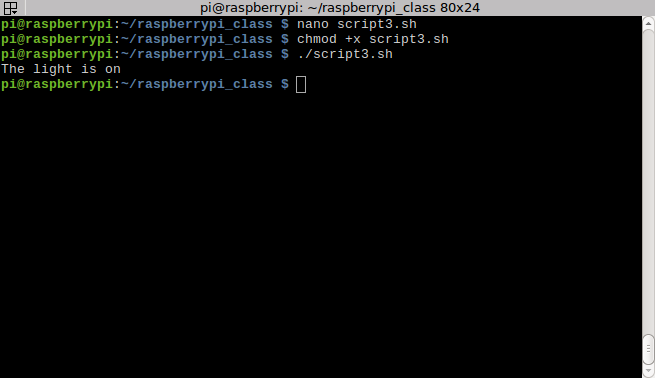 pi@raspberrypi: ~/raspberrypi_class 80x24
pi@raspberrypi:~/raspberrypi_class $ nano script3.sh
pi@raspberrypi:~/raspberrypi_class $ chmod +x script3.sh
pi@raspberrypi:~/raspberrypi_class $ ./script3.sh
The light is on
pi@raspberrypi:~/raspberrypi_class $